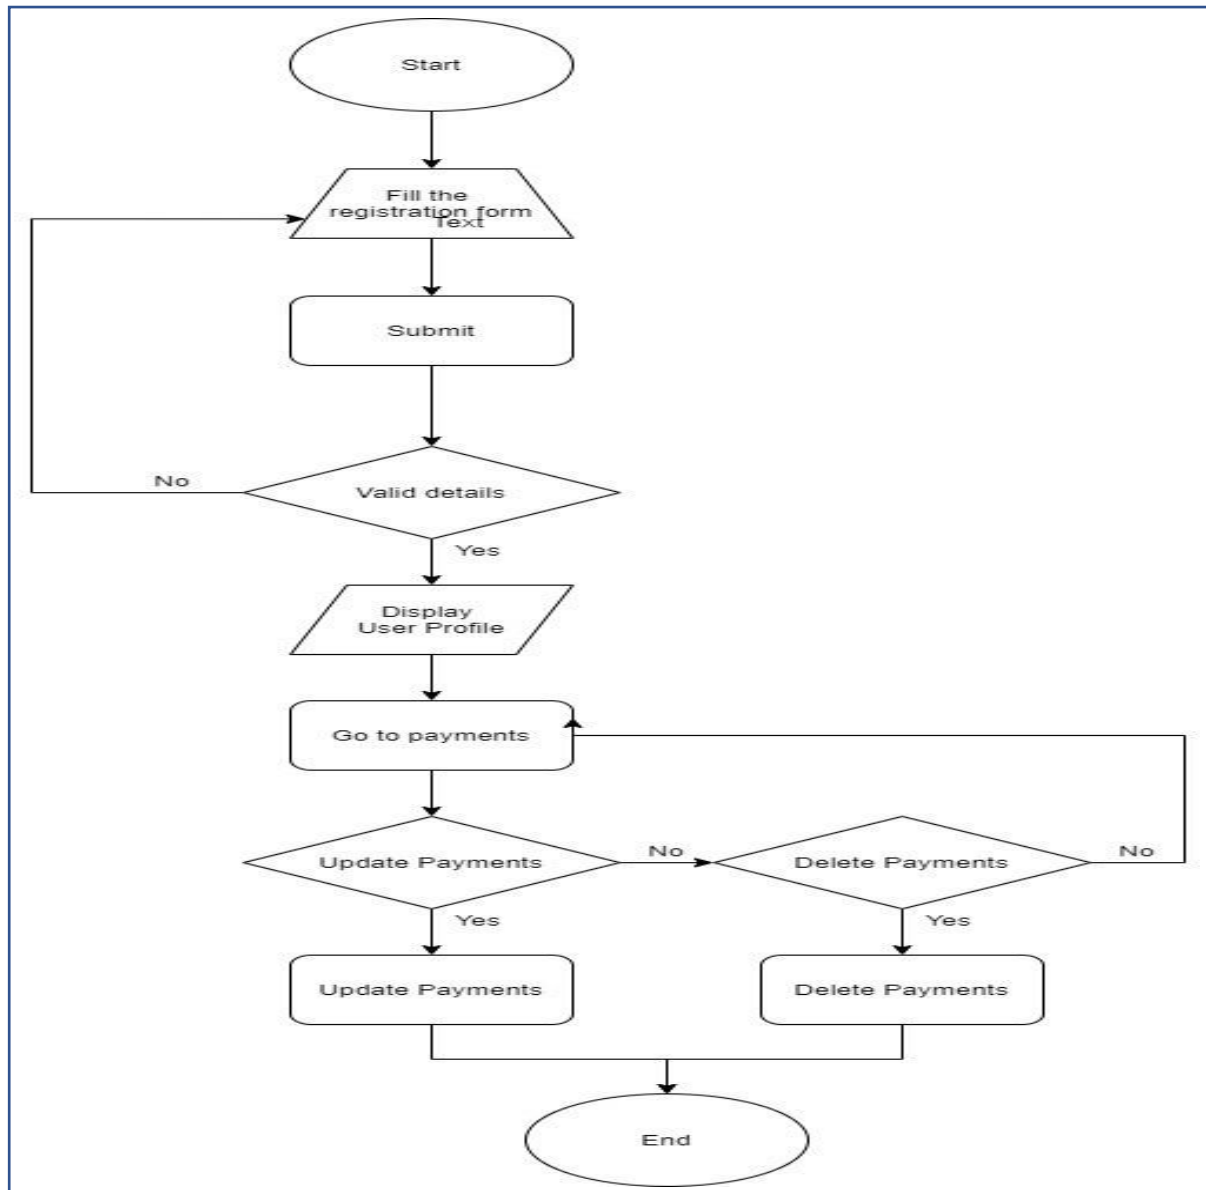 Start
Fill the
registration form
Text
Submit
No
Valid details
Yes
Display
User Profile
Go to payments
Update Payments
No
Delete Payments
No
Yes
Yes
Update Payments
Delete Payments
End